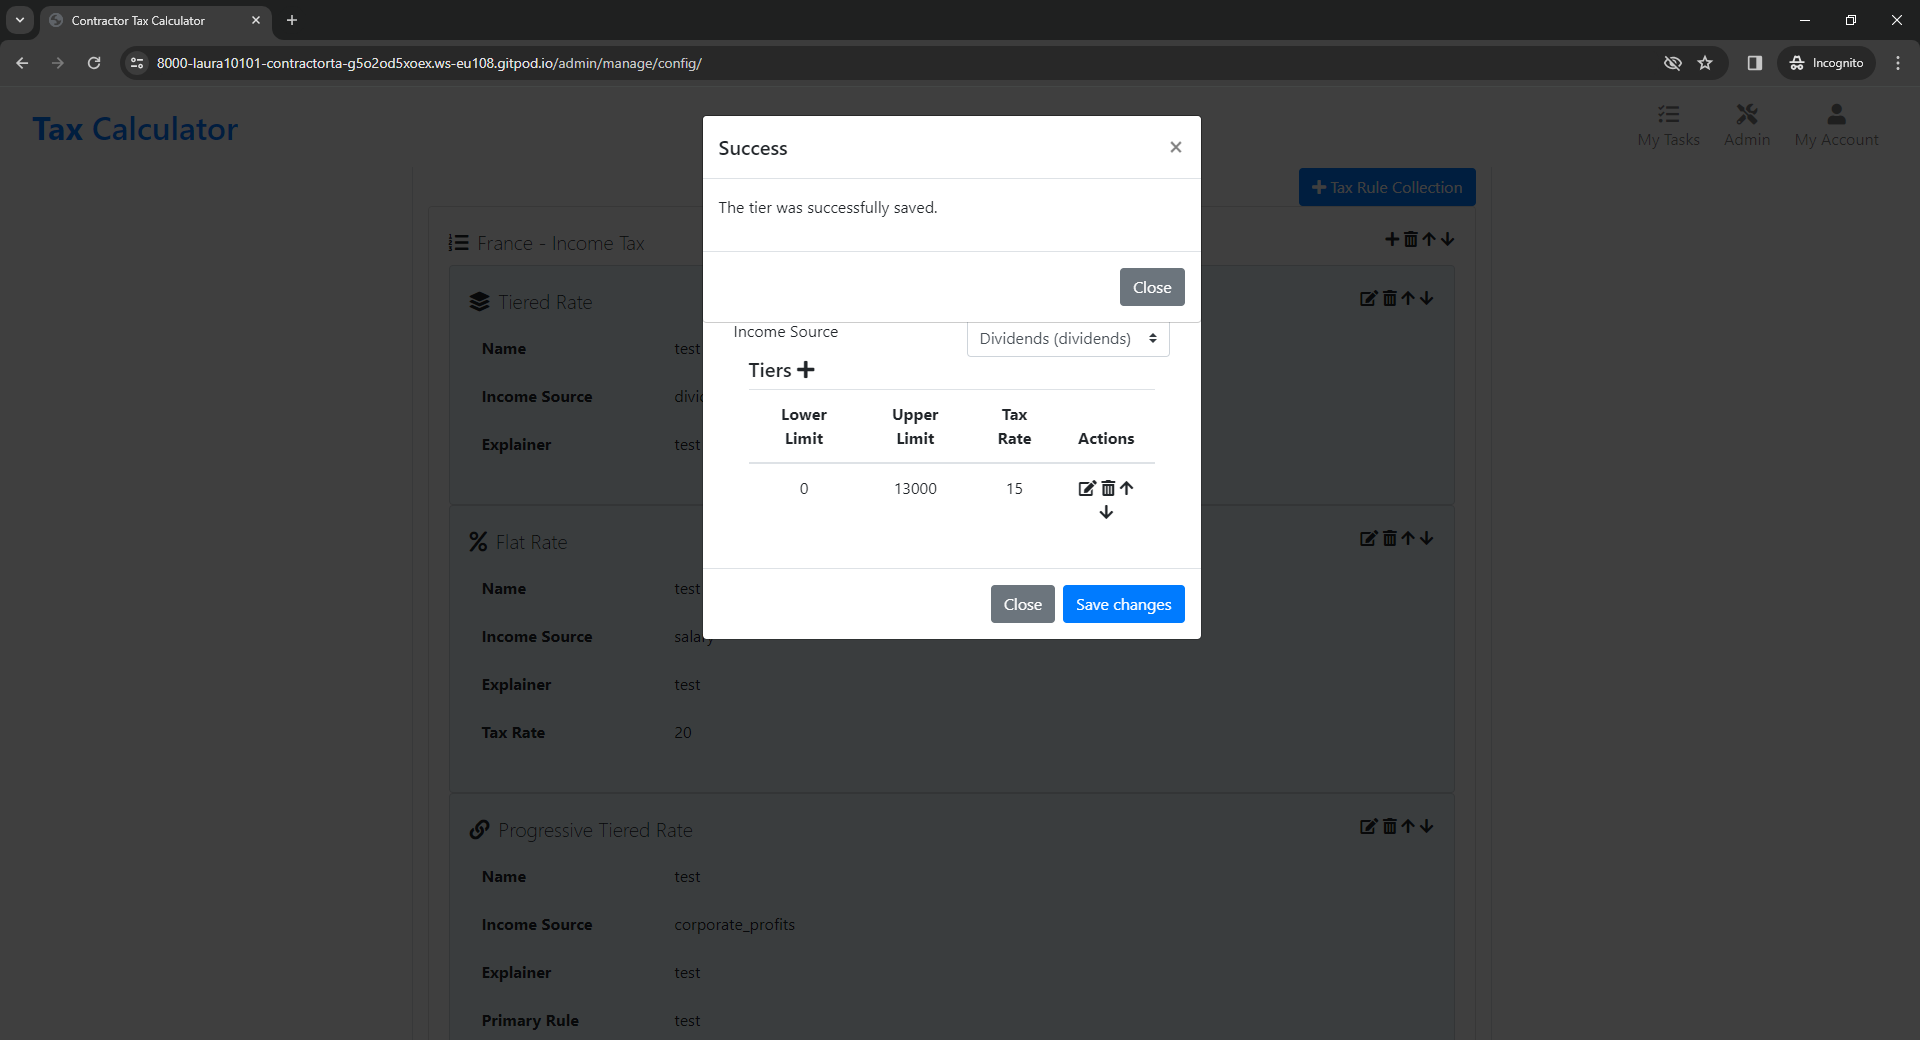 Contractor Tax Calculator
8000-laura10101-contractorta-g5o2od5xoex.ws-eu108.gitpod.io/admin/manage/config/
Incognito
Tax Calculator
My Tasks
Admin
My Account
Tax Rule Collection
France - Income Tax
Success
The tier was successfully saved.
Close
Income Source
Dividends (dividends)
Tiers
Lower Limit
Upper Limit
Tax Rate
Actions
0
13000
15
Close
Save changes
Tiered Rate
Name
test
Income Source
Explainer
test
Flat Rate
Name
test
Income Source
salary
Explainer
test
Tax Rate
20
Progressive Tiered Rate
Name
test
Income Source
corporate_profits
Explainer
test
Primary Rule
test